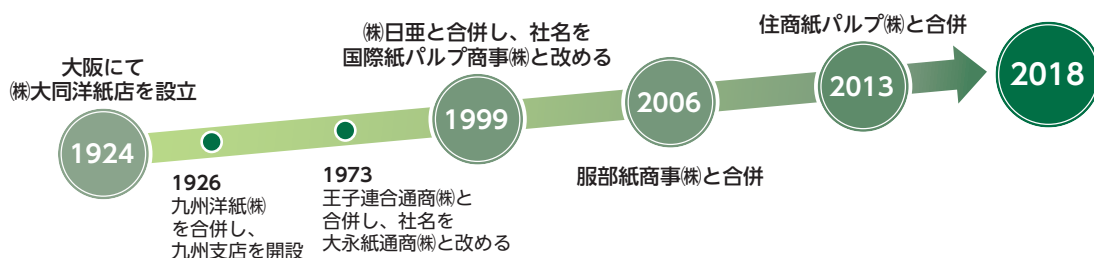 大阪にて
㈱大同洋紙店を設立
1924
1926
九州洋紙㈱
を合併し、
九州支店を開設
1973
王子連合通商㈱と
合併し、社名を
大永紙通商㈱と改める
㈱日亜と合併し、社名を
国際紙パルプ商事㈱と改める
1999
2006
服部紙商事㈱と合併
住商紙パルプ㈱と合併
2013
2018